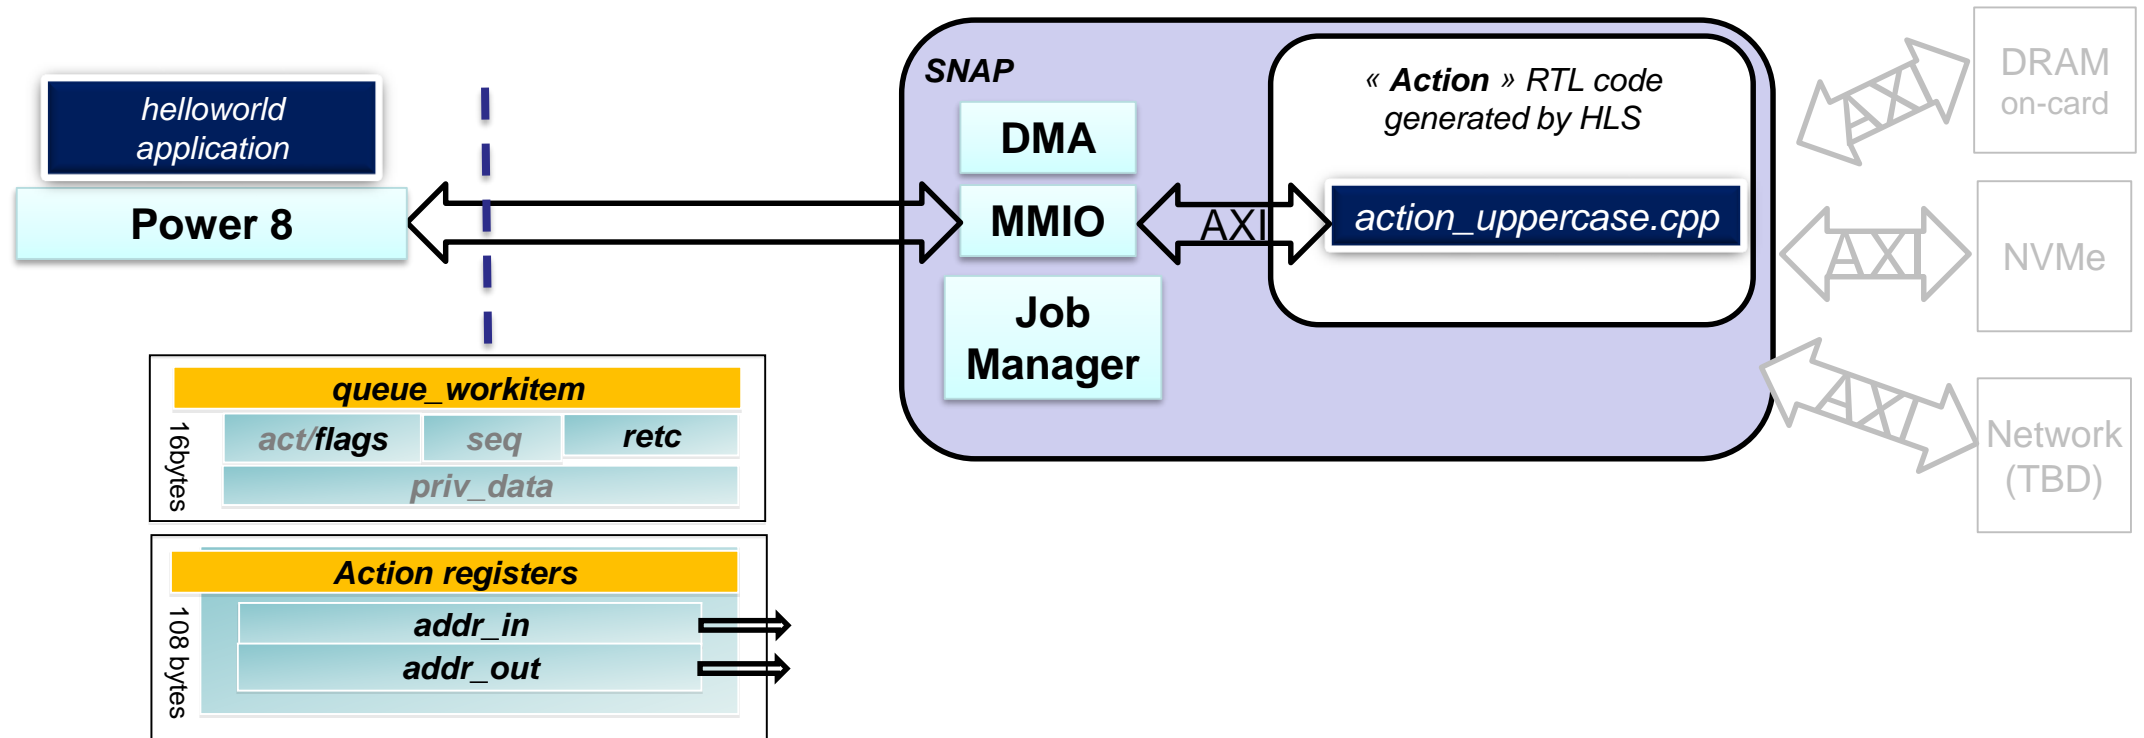 helloworld
application
Power 8
SNAP
DMA
MMIO
Job
Manager
AXI
« Action » RTL code
generated by HLS
action_uppercase.cpp
AXI
DRAM
on-card
AXI
NVMe
AXI
Network
(TBD)
queue_workitem
16bytes
act/flags
seq
retc
priv_data
Action registers
108 bytes
addr_in
addr_out